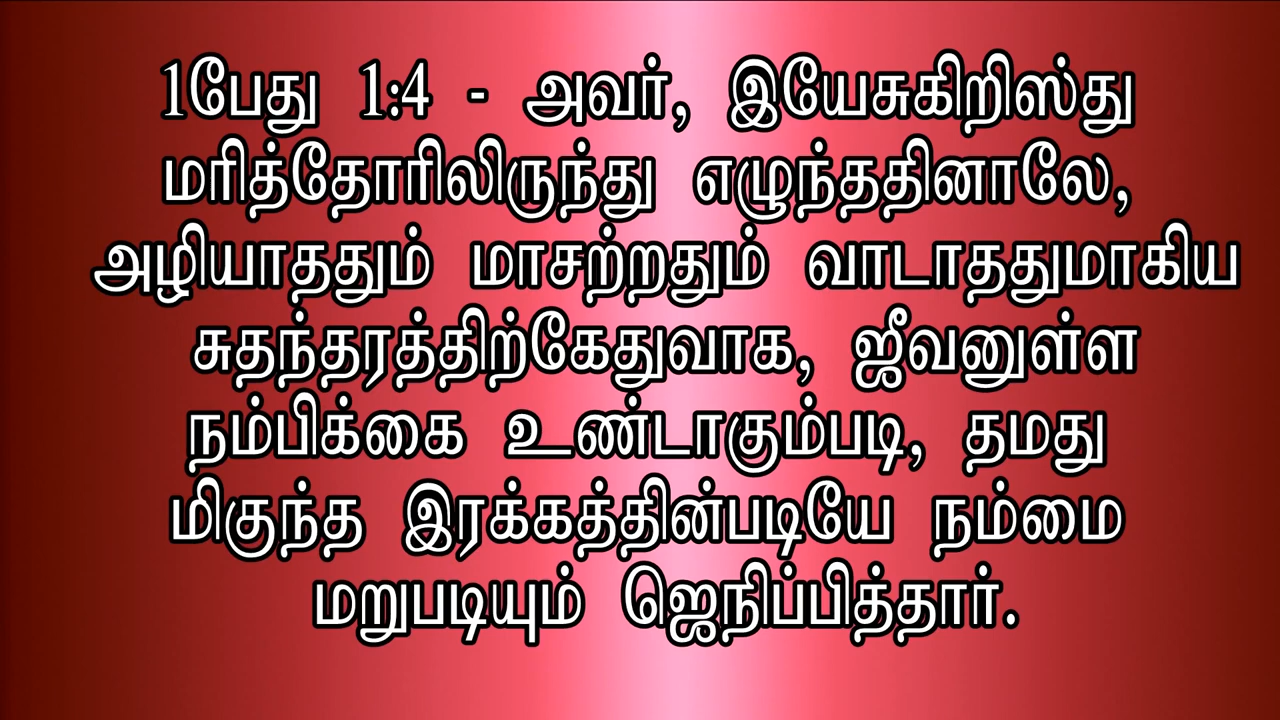 1பேது 1:4 - அவர், இயேசுகிறிஸ்து
மரித்தோரிலிருந்து எழுந்ததினாலே,
அழியாததும் மாசற்றதும் வாடாததுமாகிய
சுதந்தரத்திற்கேதுவாக, ஜீவனுள்ள
நம்பிக்கை உண்டாகும்படி, தமது
மிகுந்த இரக்கத்தின்படியே நம்மை
மறுபடியும் ஜெநிப்பித்தார்.